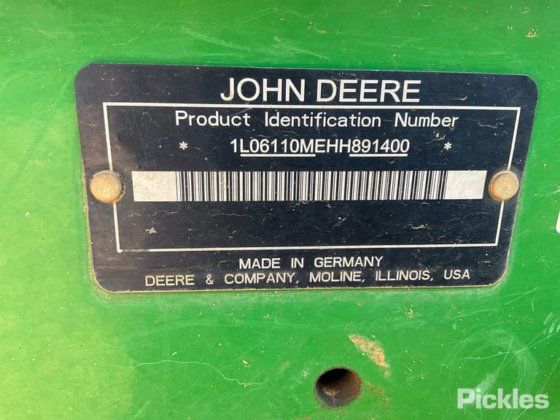 JOHN DEERE
Product Identification Number
* 1L06110MEHH891400 *
MADE IN GERMANY
DEERE & COMPANY, MOLINE, ILLINOIS, USA
Pickles